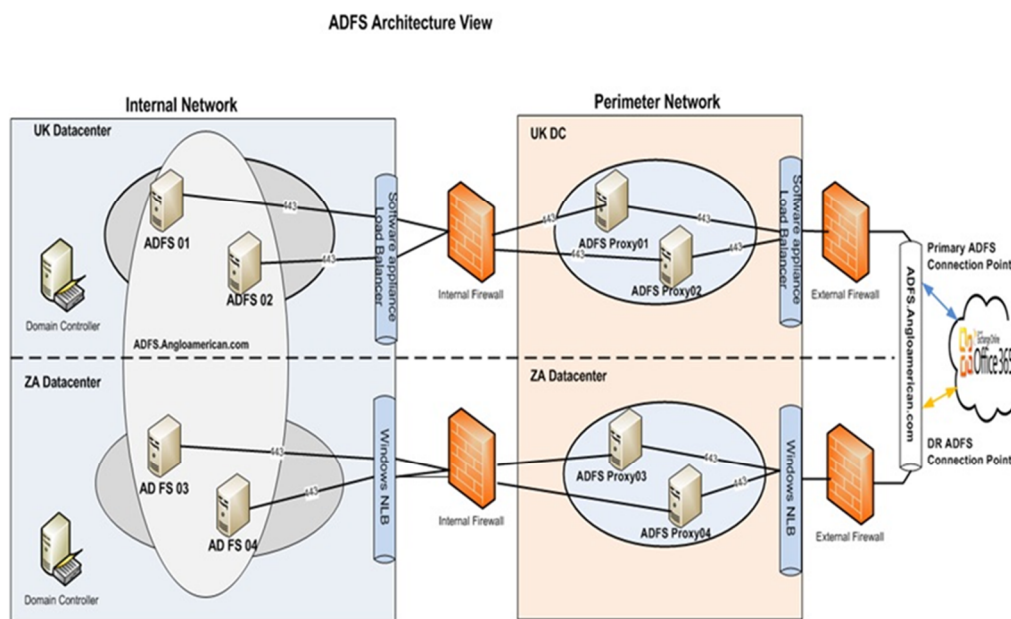 ADFS Architecture View
Internal Network
Perimeter Network
UK Datacenter
UK DC
ADFS 01
443
ADFS 02
443
Domain Controller
ADFS.Angloamerican.com
Software appliance
Load Balancer
Internal Firewall
443
443
ADFS Proxy01
443
ADFS Proxy02
443
Software appliance
Load Balancer
External Firewall
Primary ADFS
Connection Point
ADFS.Angloamerican.com
Office 365
ZA Datacenter
ZA Datacenter
AD FS 03
443
AD FS 04
443
Domain Controller
Windows NLB
Internal Firewall
ADFS Proxy03
443
ADFS Proxy04
443
Windows NLB
External Firewall
DR ADFS
Connection Point